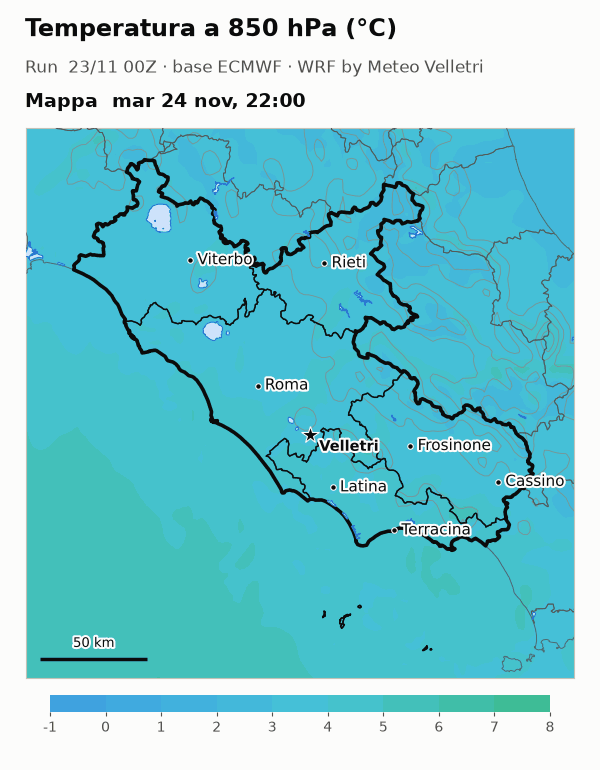 Temperatura a 850 hPa (°C)
Run  23/11 00Z · base ECMWF · WRF by Meteo Velletri
Mappa  mar 24 nov, 22:00
Viterbo
Rieti
Roma
Velletri
Frosinone
Cassino
Latina
Terracina
50 km
-1 0 1 2 3 4 5 6 7 8